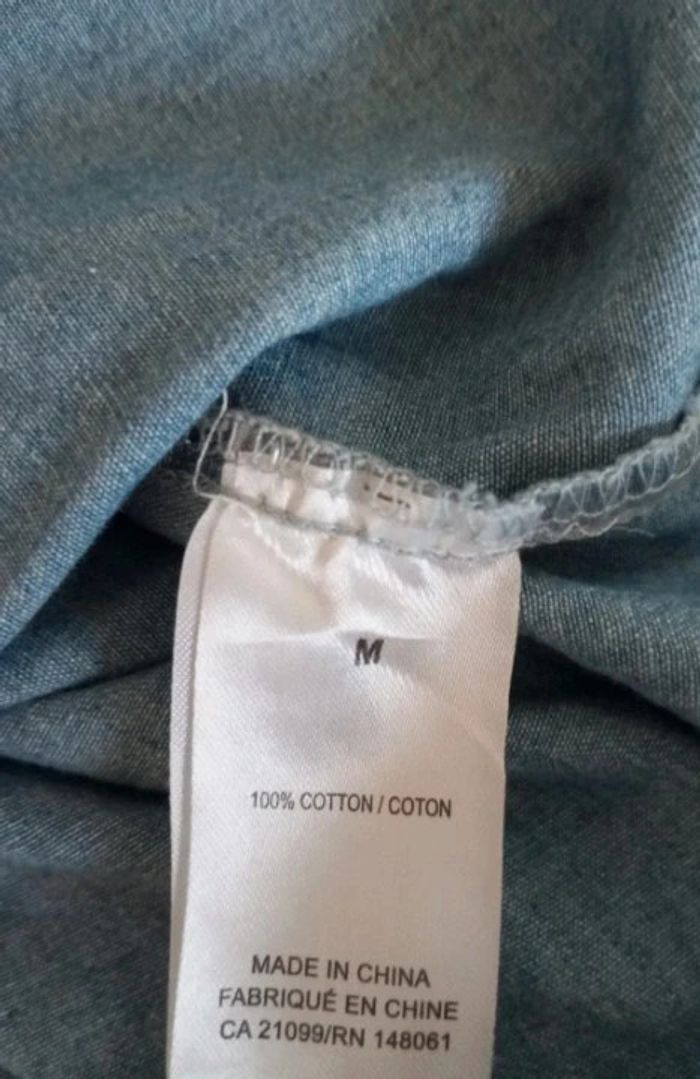 M
100% COTTON / COTON
MADE IN CHINA
FABRIQUÉ EN CHINE
CA 21099/RN 148061